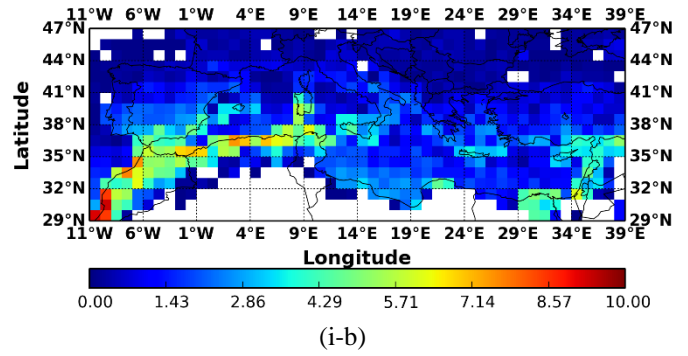 11°W 6°W 1°W 4°E 9°E 14°E 19°E 24°E 29°E 34°E 39°E
47°N 47°N
44°N 44°N
41°N 41°N
38°N 38°N
35°N 35°N
32°N 32°N
29°N 29°N
11°W 6°W 1°W 4°E 9°E 14°E 19°E 24°E 29°E 34°E 39°E
Latitude
Longitude
0.00 1.43 2.86 4.29 5.71 7.14 8.57 10.00
(i-b)